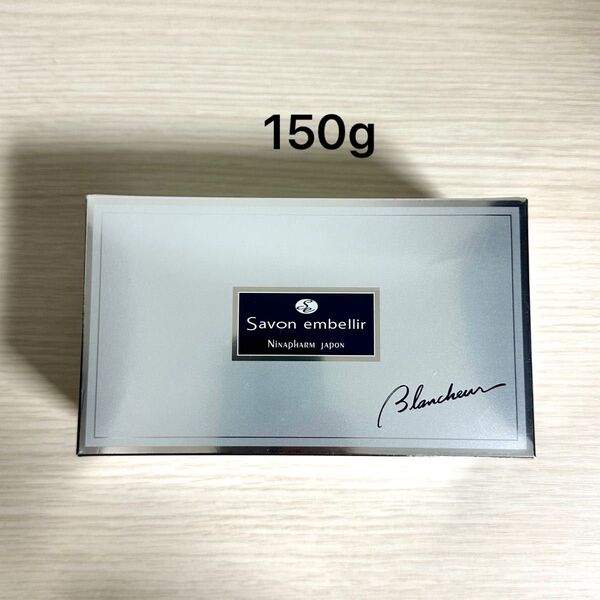 150g
Savon embellir
Ninapharm japon
Blancheur